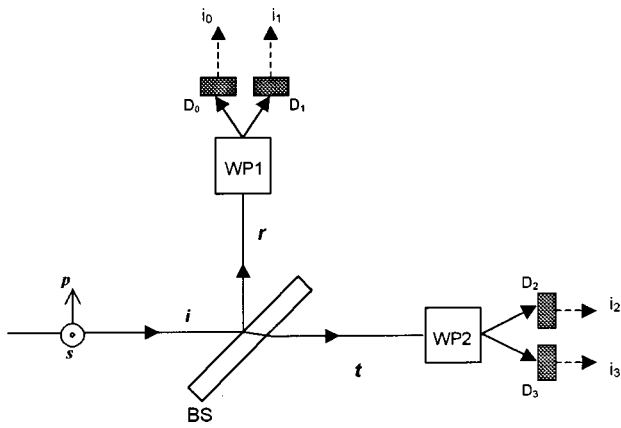 i₀ i₁
D₀ D₁
WP1
r
p
s
i
BS
t
WP2
D₂
i₂
D₃
i₃